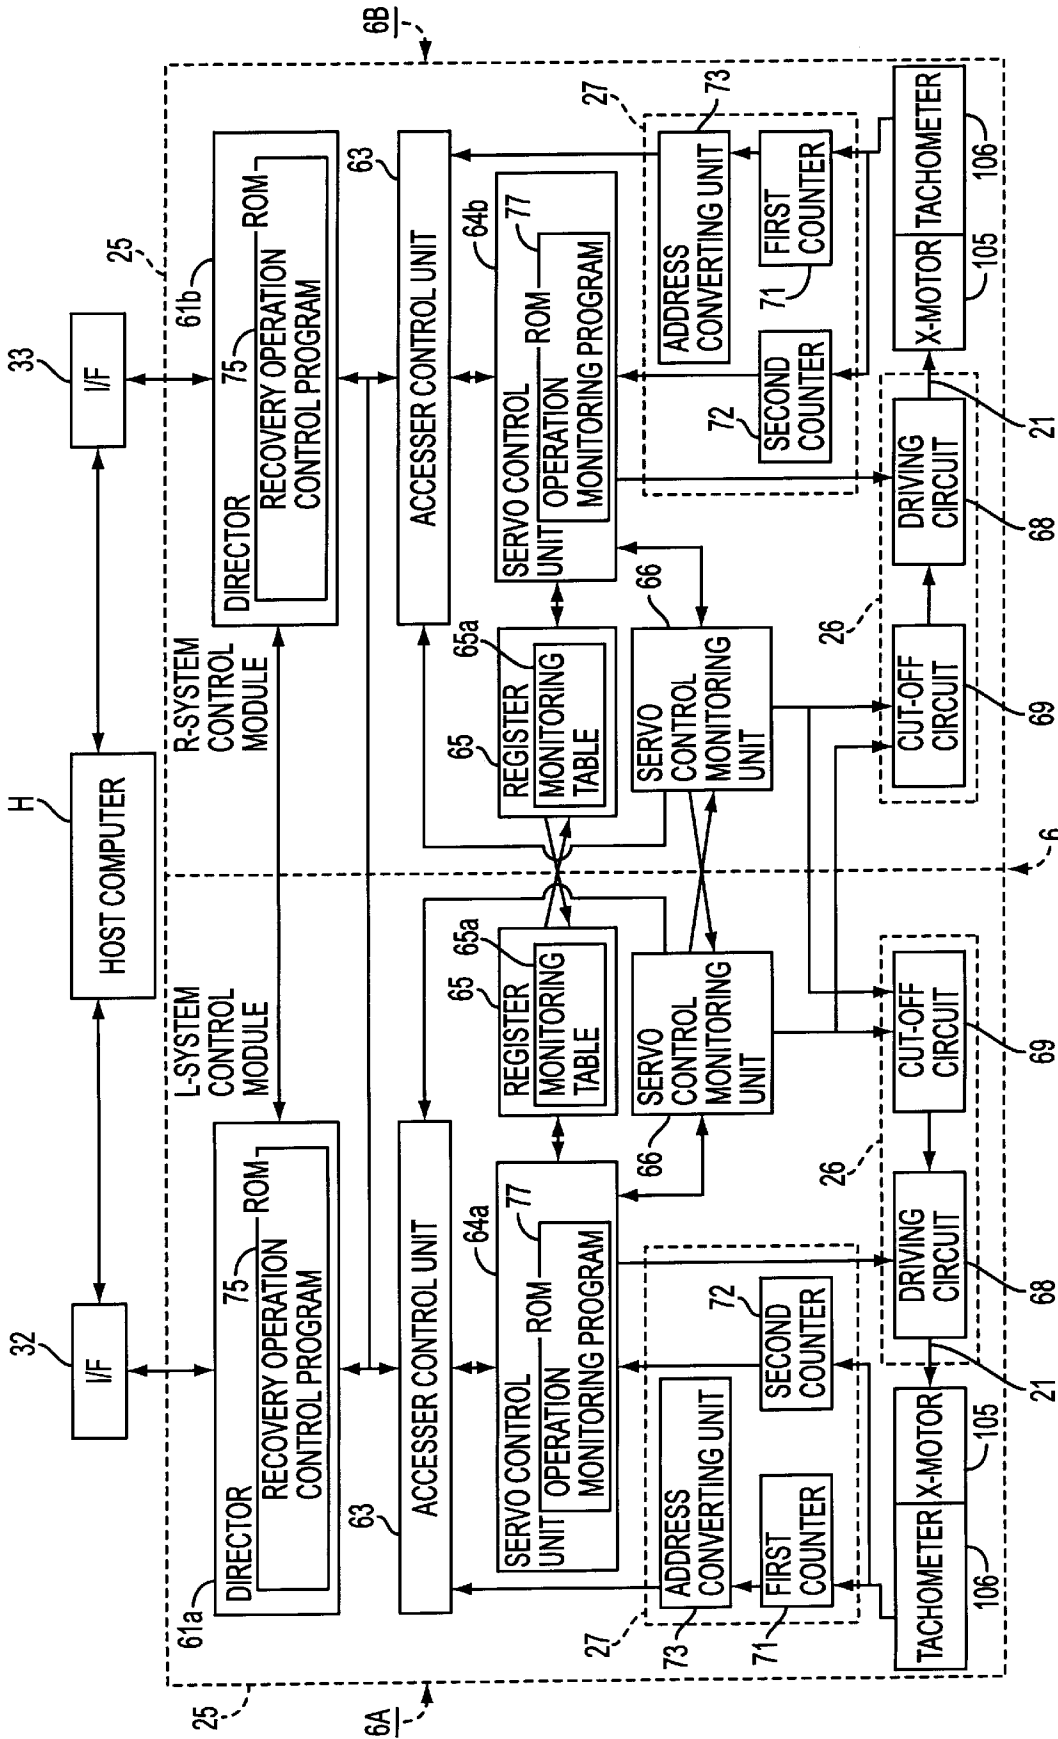 H
HOST COMPUTER
32
I/F
33
I/F
L-SYSTEM
CONTROL
MODULE
R-SYSTEM
CONTROL
MODULE
25
6A
61a
DIRECTOR
75
ROM
RECOVERY OPERATION
CONTROL PROGRAM
25
6B
61b
DIRECTOR
75
ROM
RECOVERY OPERATION
CONTROL PROGRAM
63
ACCESSER CONTROL UNIT
63
ACCESSER CONTROL UNIT
64a
SERVO CONTROL
UNIT
77
ROM
OPERATION
MONITORING PROGRAM
65
REGISTER
65a
MONITORING
TABLE
65
REGISTER
65a
MONITORING
TABLE
64b
SERVO CONTROL
UNIT
77
ROM
OPERATION
MONITORING PROGRAM
66
SERVO
CONTROL
MONITORING
UNIT
66
SERVO
CONTROL
MONITORING
UNIT
27
73
ADDRESS
CONVERTING UNIT
71
FIRST
COUNTER
72
SECOND
COUNTER
27
73
ADDRESS
CONVERTING UNIT
71
FIRST
COUNTER
72
SECOND
COUNTER
26
DRIVING
CIRCUIT
68
CUT-OFF
CIRCUIT
69
26
CUT-OFF
CIRCUIT
69
DRIVING
CIRCUIT
68
TACHOMETER
106
X-MOTOR
105
21
6
21
X-MOTOR
105
TACHOMETER
106